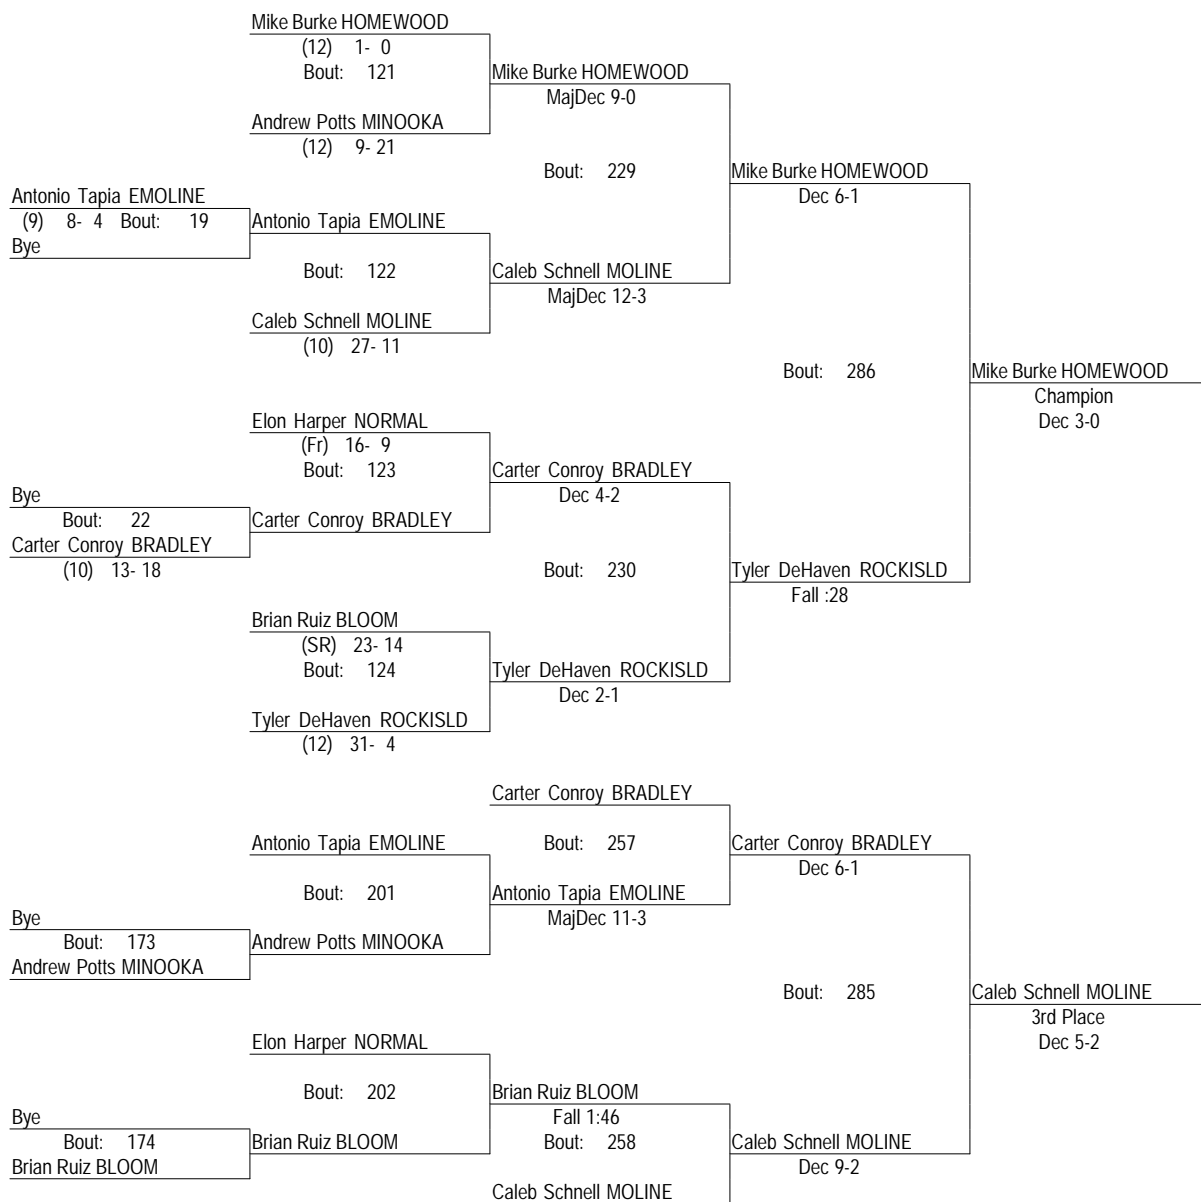 Mike Burke HOMEWOOD
(12) 1- 0
Bout: 121
Mike Burke HOMEWOOD
MajDec 9-0
Andrew Potts MINOOKA
(12) 9- 21
Bout: 229
Mike Burke HOMEWOOD
Dec 6-1
Antonio Tapia EMOLINE
(9) 8- 4 Bout: 19
Bye
Antonio Tapia EMOLINE
Bout: 122
Caleb Schnell MOLINE
MajDec 12-3
Caleb Schnell MOLINE
(10) 27- 11
Bout: 286
Mike Burke HOMEWOOD
Champion
Dec 3-0
Elon Harper NORMAL
(Fr) 16- 9
Bout: 123
Carter Conroy BRADLEY
Dec 4-2
Bye
Bout: 22
Carter Conroy BRADLEY
(10) 13- 18
Carter Conroy BRADLEY
Bout: 230
Tyler DeHaven ROCKISLD
Fall :28
Brian Ruiz BLOOM
(SR) 23- 14
Bout: 124
Tyler DeHaven ROCKISLD
Dec 2-1
Tyler DeHaven ROCKISLD
(12) 31- 4
Carter Conroy BRADLEY
Antonio Tapia EMOLINE
Bout: 257
Carter Conroy BRADLEY
Dec 6-1
Bout: 201
Antonio Tapia EMOLINE
MajDec 11-3
Bye
Bout: 173
Andrew Potts MINOOKA
Andrew Potts MINOOKA
Bout: 285
Caleb Schnell MOLINE
3rd Place
Dec 5-2
Elon Harper NORMAL
Bout: 202
Brian Ruiz BLOOM
Fall 1:46
Bye
Bout: 174
Brian Ruiz BLOOM
Brian Ruiz BLOOM
Bout: 258
Caleb Schnell MOLINE
Dec 9-2
Caleb Schnell MOLINE